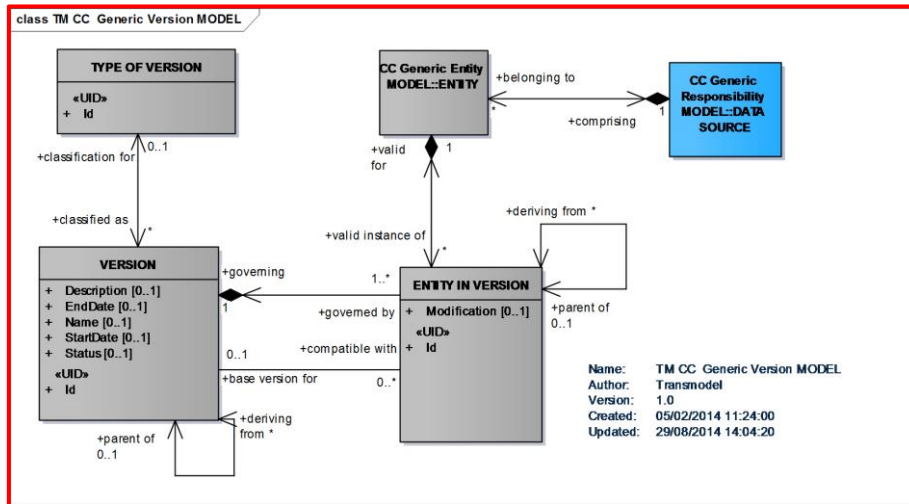 class TM CC  Generic Version MODEL
TYPE OF VERSION
«UID»
+ Id
CC Generic Entity
MODEL::ENTITY
+belonging to
*
+comprising
1
CC Generic
Responsibility
MODEL::DATA
SOURCE
+classification for
0..1
+valid
for
1
+classified as
*
+valid instance of
*
+deriving from *
VERSION
+ Description [0..1]
+ EndDate [0..1]
+ Name [0..1]
+ StartDate [0..1]
+ Status [0..1]
«UID»
+ Id
+governing
1
1..*
+governed by
0..1
+compatible with
+base version for
0..*
ENTITY IN VERSION
+ Modification [0..1]
«UID»
+ Id
+parent of
0..1
+parent of
0..1
+deriving
from *
Name: TM CC  Generic Version MODEL
Author: Transmodel
Version: 1.0
Created: 05/02/2014 11:24:00
Updated: 29/08/2014 14:04:20